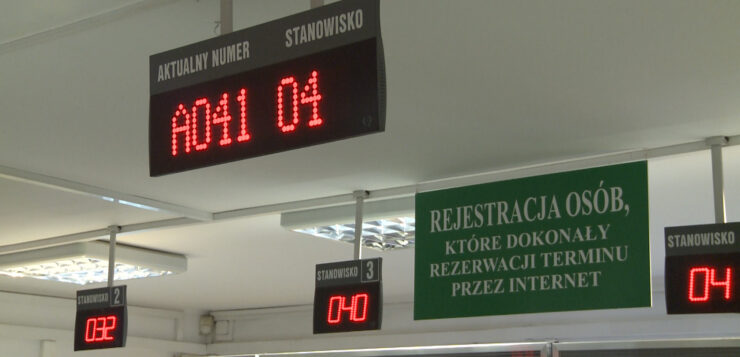 AKTUALNY NUMER STANOWISKO
A041 04
REJESTRACJA OSÓB,
KTÓRE DOKONAŁY
REZERWACJI TERMINU
PRZEZ INTERNET
STANOWISKO 2
032
STANOWISKO 3
040
STANOWISKO
04